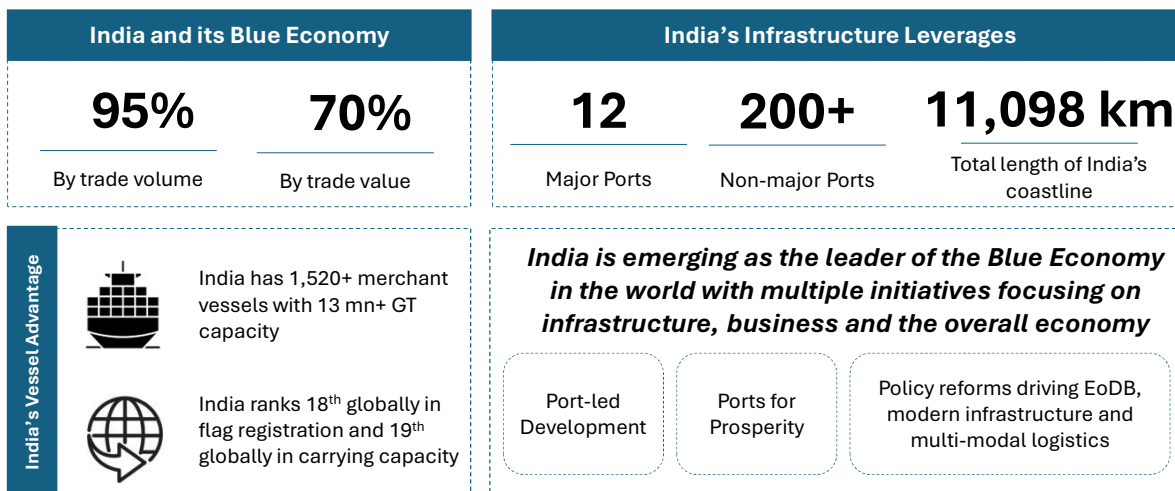 India and its Blue Economy
95%
By trade volume
70%
By trade value
India's Infrastructure Leverages
12
Major Ports
200+
Non-major Ports
11,098 km
Total length of India's
coastline
India's Vessel Advantage
India has 1,520+ merchant
vessels with 13 mn+ GT
capacity
India ranks 18th globally in
flag registration and 19th
globally in carrying capacity
India is emerging as the leader of the Blue Economy
in the world with multiple initiatives focusing on
infrastructure, business and the overall economy
Port-led
Development
Ports for
Prosperity
Policy reforms driving EoDB,
modern infrastructure and
multi-modal logistics